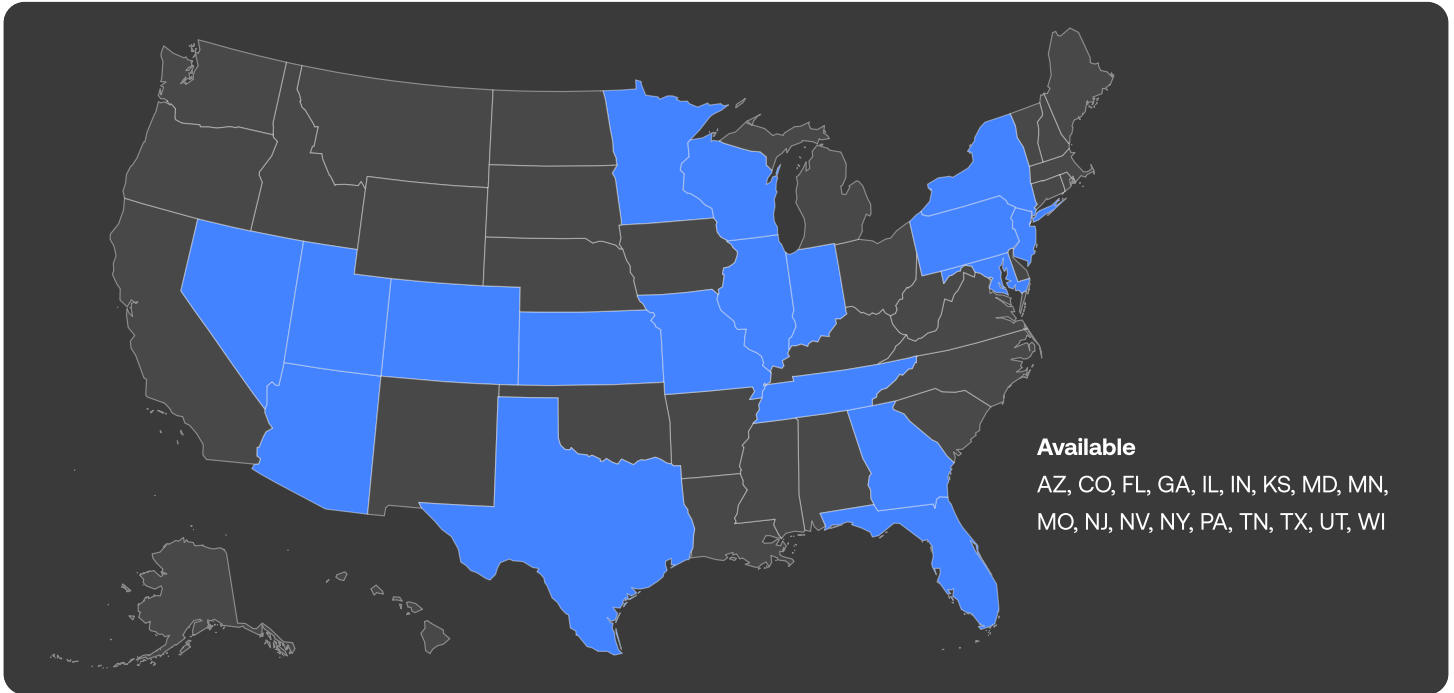 Available
AZ, CO, FL, GA, IL, IN, KS, MD, MN,
MO, NJ, NV, NY, PA, TN, TX, UT, WI